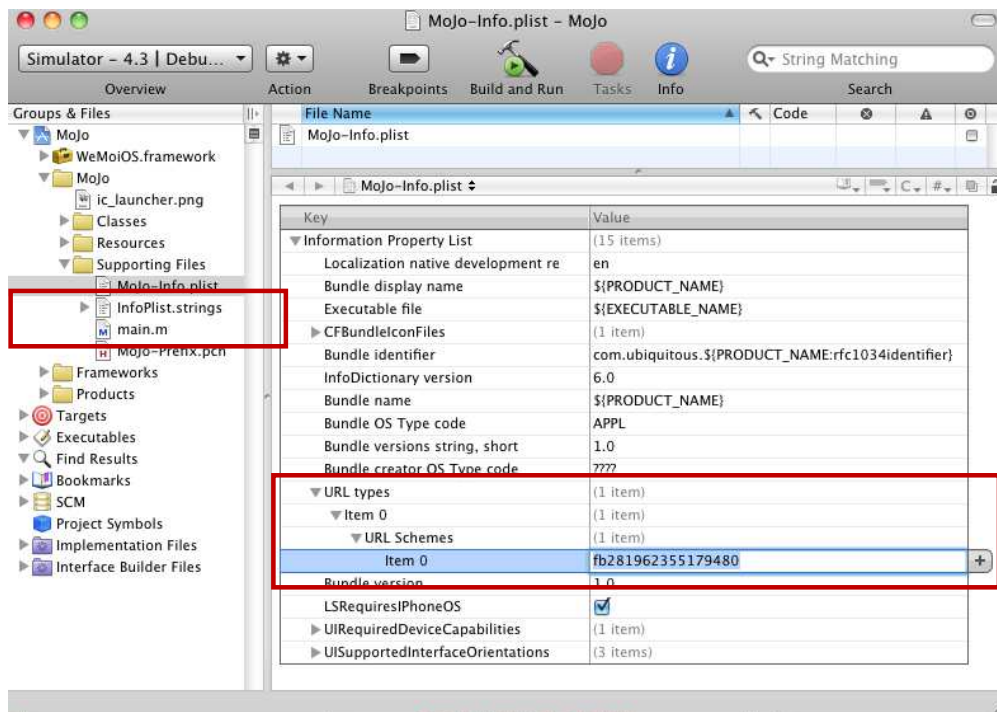 MoJo-Info.plist – MoJo
Simulator – 4.3 | Debu...
String Matching
Overview
Action
Breakpoints
Build and Run
Tasks
Info
Search
Groups & Files
File Name
Code
MoJo
MoJo-Info.plist
WeMoiOS.framework
MoJo
MoJo-Info.plist
C
#
ic_launcher.png
Classes
Resources
Supporting Files
MoJo-Info.plist
InfoPlist.strings
main.m
MoJo-Prefix.pch
Frameworks
Products
Targets
Executables
Find Results
Bookmarks
SCM
Project Symbols
Implementation Files
Interface Builder Files
Key Value
Information Property List (15 items)
Localization native development re en
Bundle display name ${PRODUCT_NAME}
Executable file ${EXECUTABLE_NAME}
CFBundleIconFiles (1 item)
Bundle identifier com.ubiquitous.${PRODUCT_NAME:rfc1034identifier}
InfoDictionary version 6.0
Bundle name ${PRODUCT_NAME}
Bundle OS Type code APPL
Bundle versions string, short 1.0
Bundle creator OS Type code ????
URL types (1 item)
Item 0 (1 item)
URL Schemes (1 item)
Item 0 fb281962355179480
Bundle version 1.0
LSRequiresIPhoneOS
UIRequiredDeviceCapabilities (1 item)
UISupportedInterfaceOrientations (3 items)